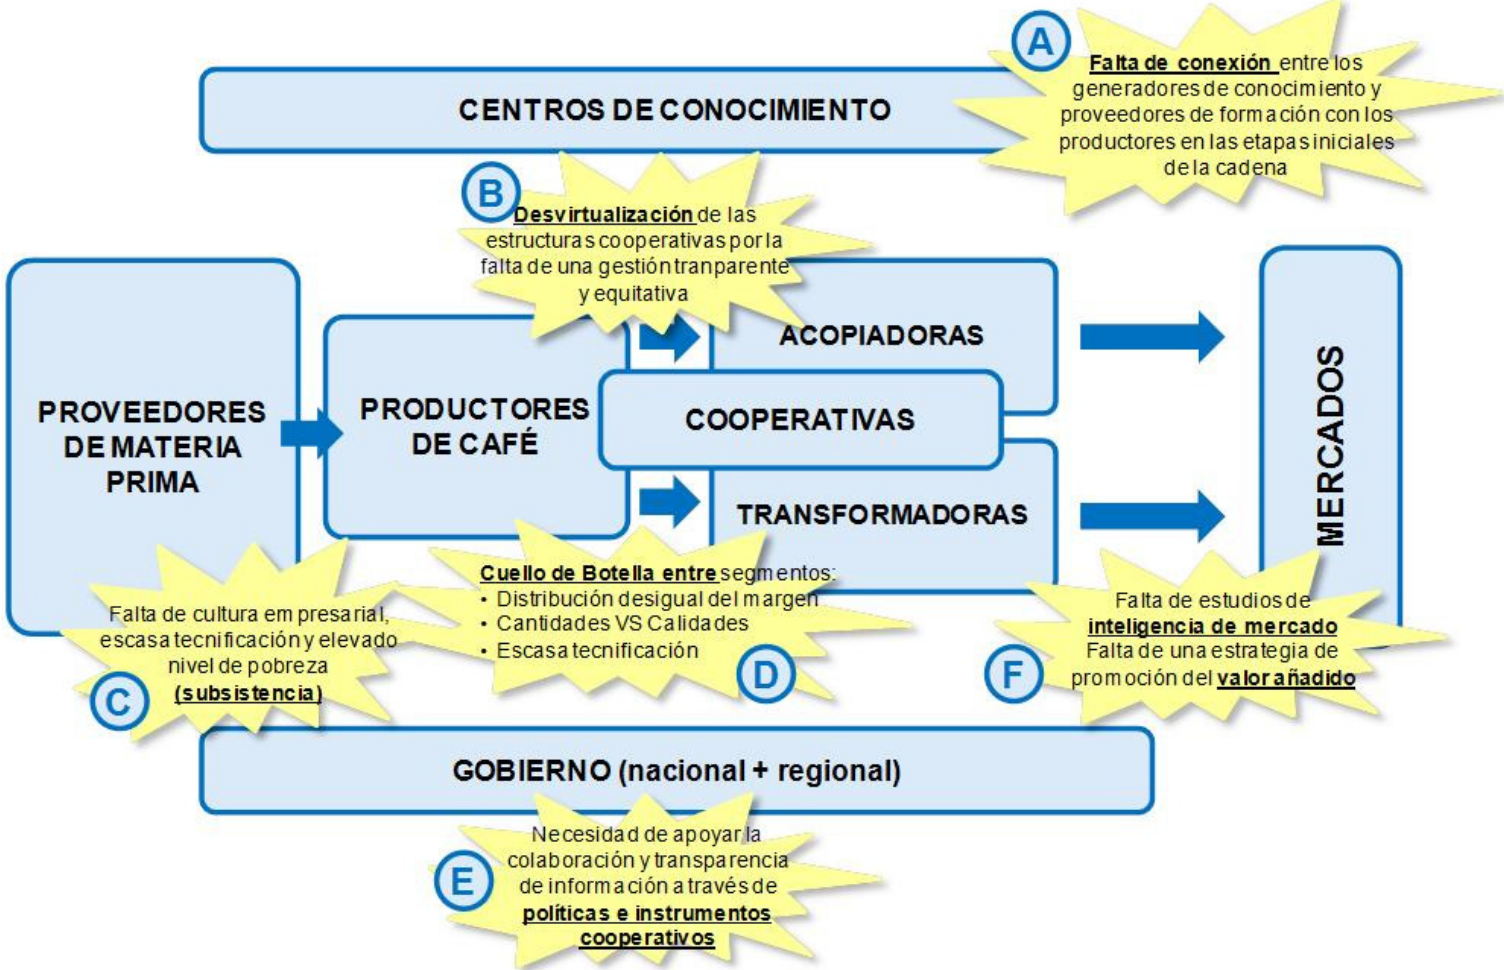 A
Falta de conexión entre los
generadores de conocimiento y
proveedores de formación con los
productores en las etapas iniciales
de la cadena
CENTROS DE CONOCIMIENTO
B
Desvirtualización de las
estructuras cooperativas por la
falta de una gestión tranparente
y equitativa
PROVEEDORES
DE MATERIA
PRIMA
PRODUCTORES
DE CAFÉ
ACOPIADORAS
COOPERATIVAS
TRANSFORMADORAS
MERCADOS
C
Falta de cultura empresarial,
escasa tecnificación y elevado
nivel de pobreza
(subsistencia)
Cuello de Botella entre segmentos:
• Distribución desigual del margen
• Cantidades VS Calidades
• Escasa tecnificación
D
F
Falta de estudios de
inteligencia de mercado
Falta de una estrategia de
promoción del valor añadido
GOBIERNO (nacional + regional)
E
Necesidad de apoyar la
colaboración y transparencia
de información a través de
políticas e instrumentos
cooperativos